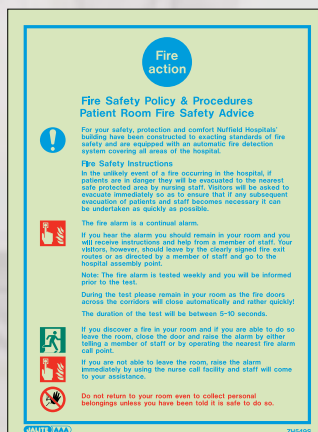 Fire
action
Fire Safety Policy & Procedures
Patient Room Fire Safety Advice
For your safety, protection and comfort Nuffield Hospitals'
building have been constructed to exacting standards of fire
safety and are equipped with an automatic fire detection
system covering all areas of the hospital.
Fire Safety Instructions
In the unlikely event of a fire occurring in the hospital, if
patients are in danger they will be evacuated to the nearest
safe protected area by nursing staff. Visitors will be asked to
evacuate immediately so as to ensure that if any subsequent
evacuation of patients and staff becomes necessary it can
be undertaken as quickly as possible.
The fire alarm is a continual alarm.
If you hear the alarm you should remain in your room and you
will receive instructions and help from a member of staff. Your
visitors, however, should leave by the clearly signed fire exit
routes or as directed by a member of staff and go to the
hospital assembly point.
Note: The fire alarm is tested weekly and you will be informed
prior to the test.
During the test please remain in your room as the fire doors
across the corridors will close automatically and rather quickly!
The duration of the test will be between 5-10 seconds.
If you discover a fire in your room and if you are able to do so
leave the room, close the door and raise the alarm by either
telling a member of staff or by operating the nearest fire alarm
call point.
If you are not able to leave the room, raise the alarm
immediately by using the nurse call facility and staff will come
to your assistance.
Do not return to your room even to collect personal
belongings unless you have been told it is safe to do so.
JALITE AAA